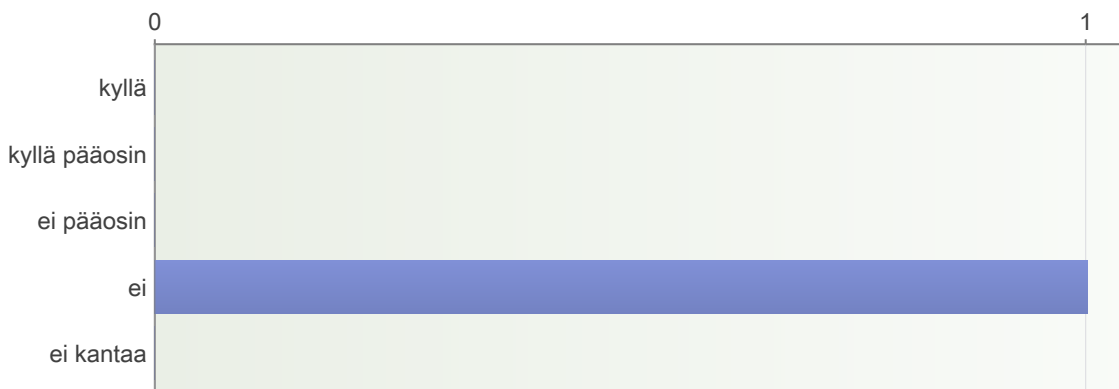 0 1
kyllä
kyllä pääosin
ei pääosin
ei
ei kantaa